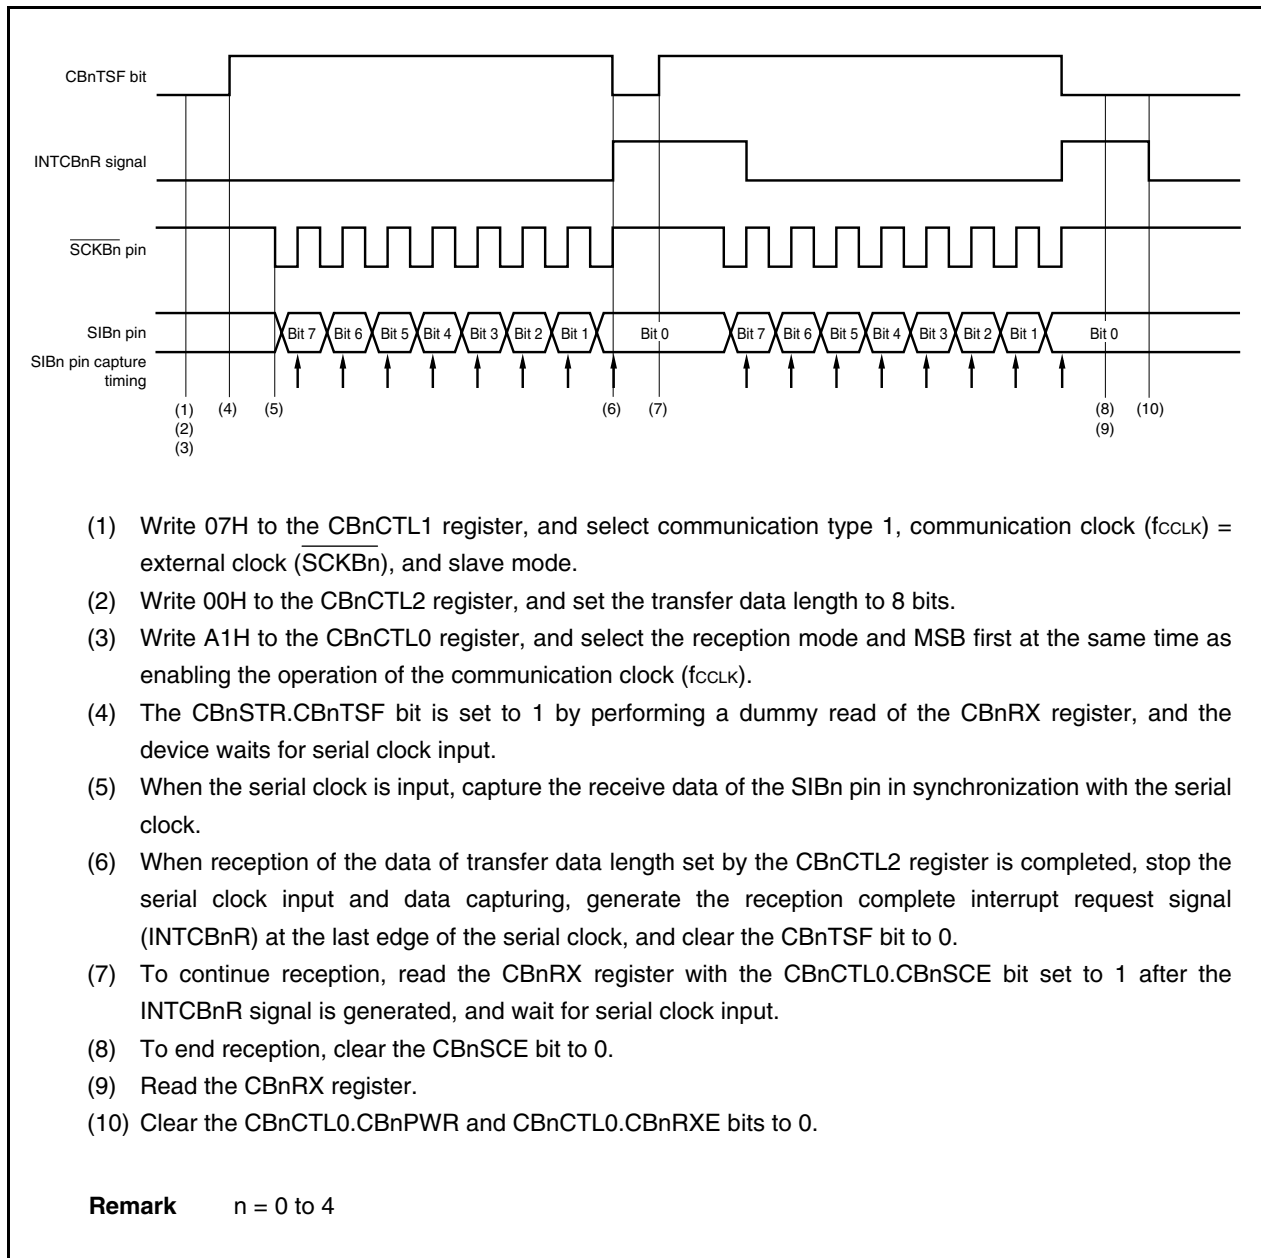 CBnTSF bit
INTCBnR signal
SCKBn pin
SIBn pin
Bit 7 Bit 6 Bit 5 Bit 4 Bit 3 Bit 2 Bit 1 Bit 0 Bit 7 Bit 6 Bit 5 Bit 4 Bit 3 Bit 2 Bit 1 Bit 0
SIBn pin capture
timing
(1) (4) (5) (6) (7) (8) (10)
(2) (9)
(3)
(1) Write 07H to the CBnCTL1 register, and select communication type 1, communication clock (fCCLK) =
external clock (SCKBn), and slave mode.
(2) Write 00H to the CBnCTL2 register, and set the transfer data length to 8 bits.
(3) Write A1H to the CBnCTL0 register, and select the reception mode and MSB first at the same time as
enabling the operation of the communication clock (fCCLK).
(4) The CBnSTR.CBnTSF bit is set to 1 by performing a dummy read of the CBnRX register, and the
device waits for serial clock input.
(5) When the serial clock is input, capture the receive data of the SIBn pin in synchronization with the serial
clock.
(6) When reception of the data of transfer data length set by the CBnCTL2 register is completed, stop the
serial clock input and data capturing, generate the reception complete interrupt request signal
(INTCBnR) at the last edge of the serial clock, and clear the CBnTSF bit to 0.
(7) To continue reception, read the CBnRX register with the CBnCTL0.CBnSCE bit set to 1 after the
INTCBnR signal is generated, and wait for serial clock input.
(8) To end reception, clear the CBnSCE bit to 0.
(9) Read the CBnRX register.
(10) Clear the CBnCTL0.CBnPWR and CBnCTL0.CBnRXE bits to 0.
Remark n = 0 to 4